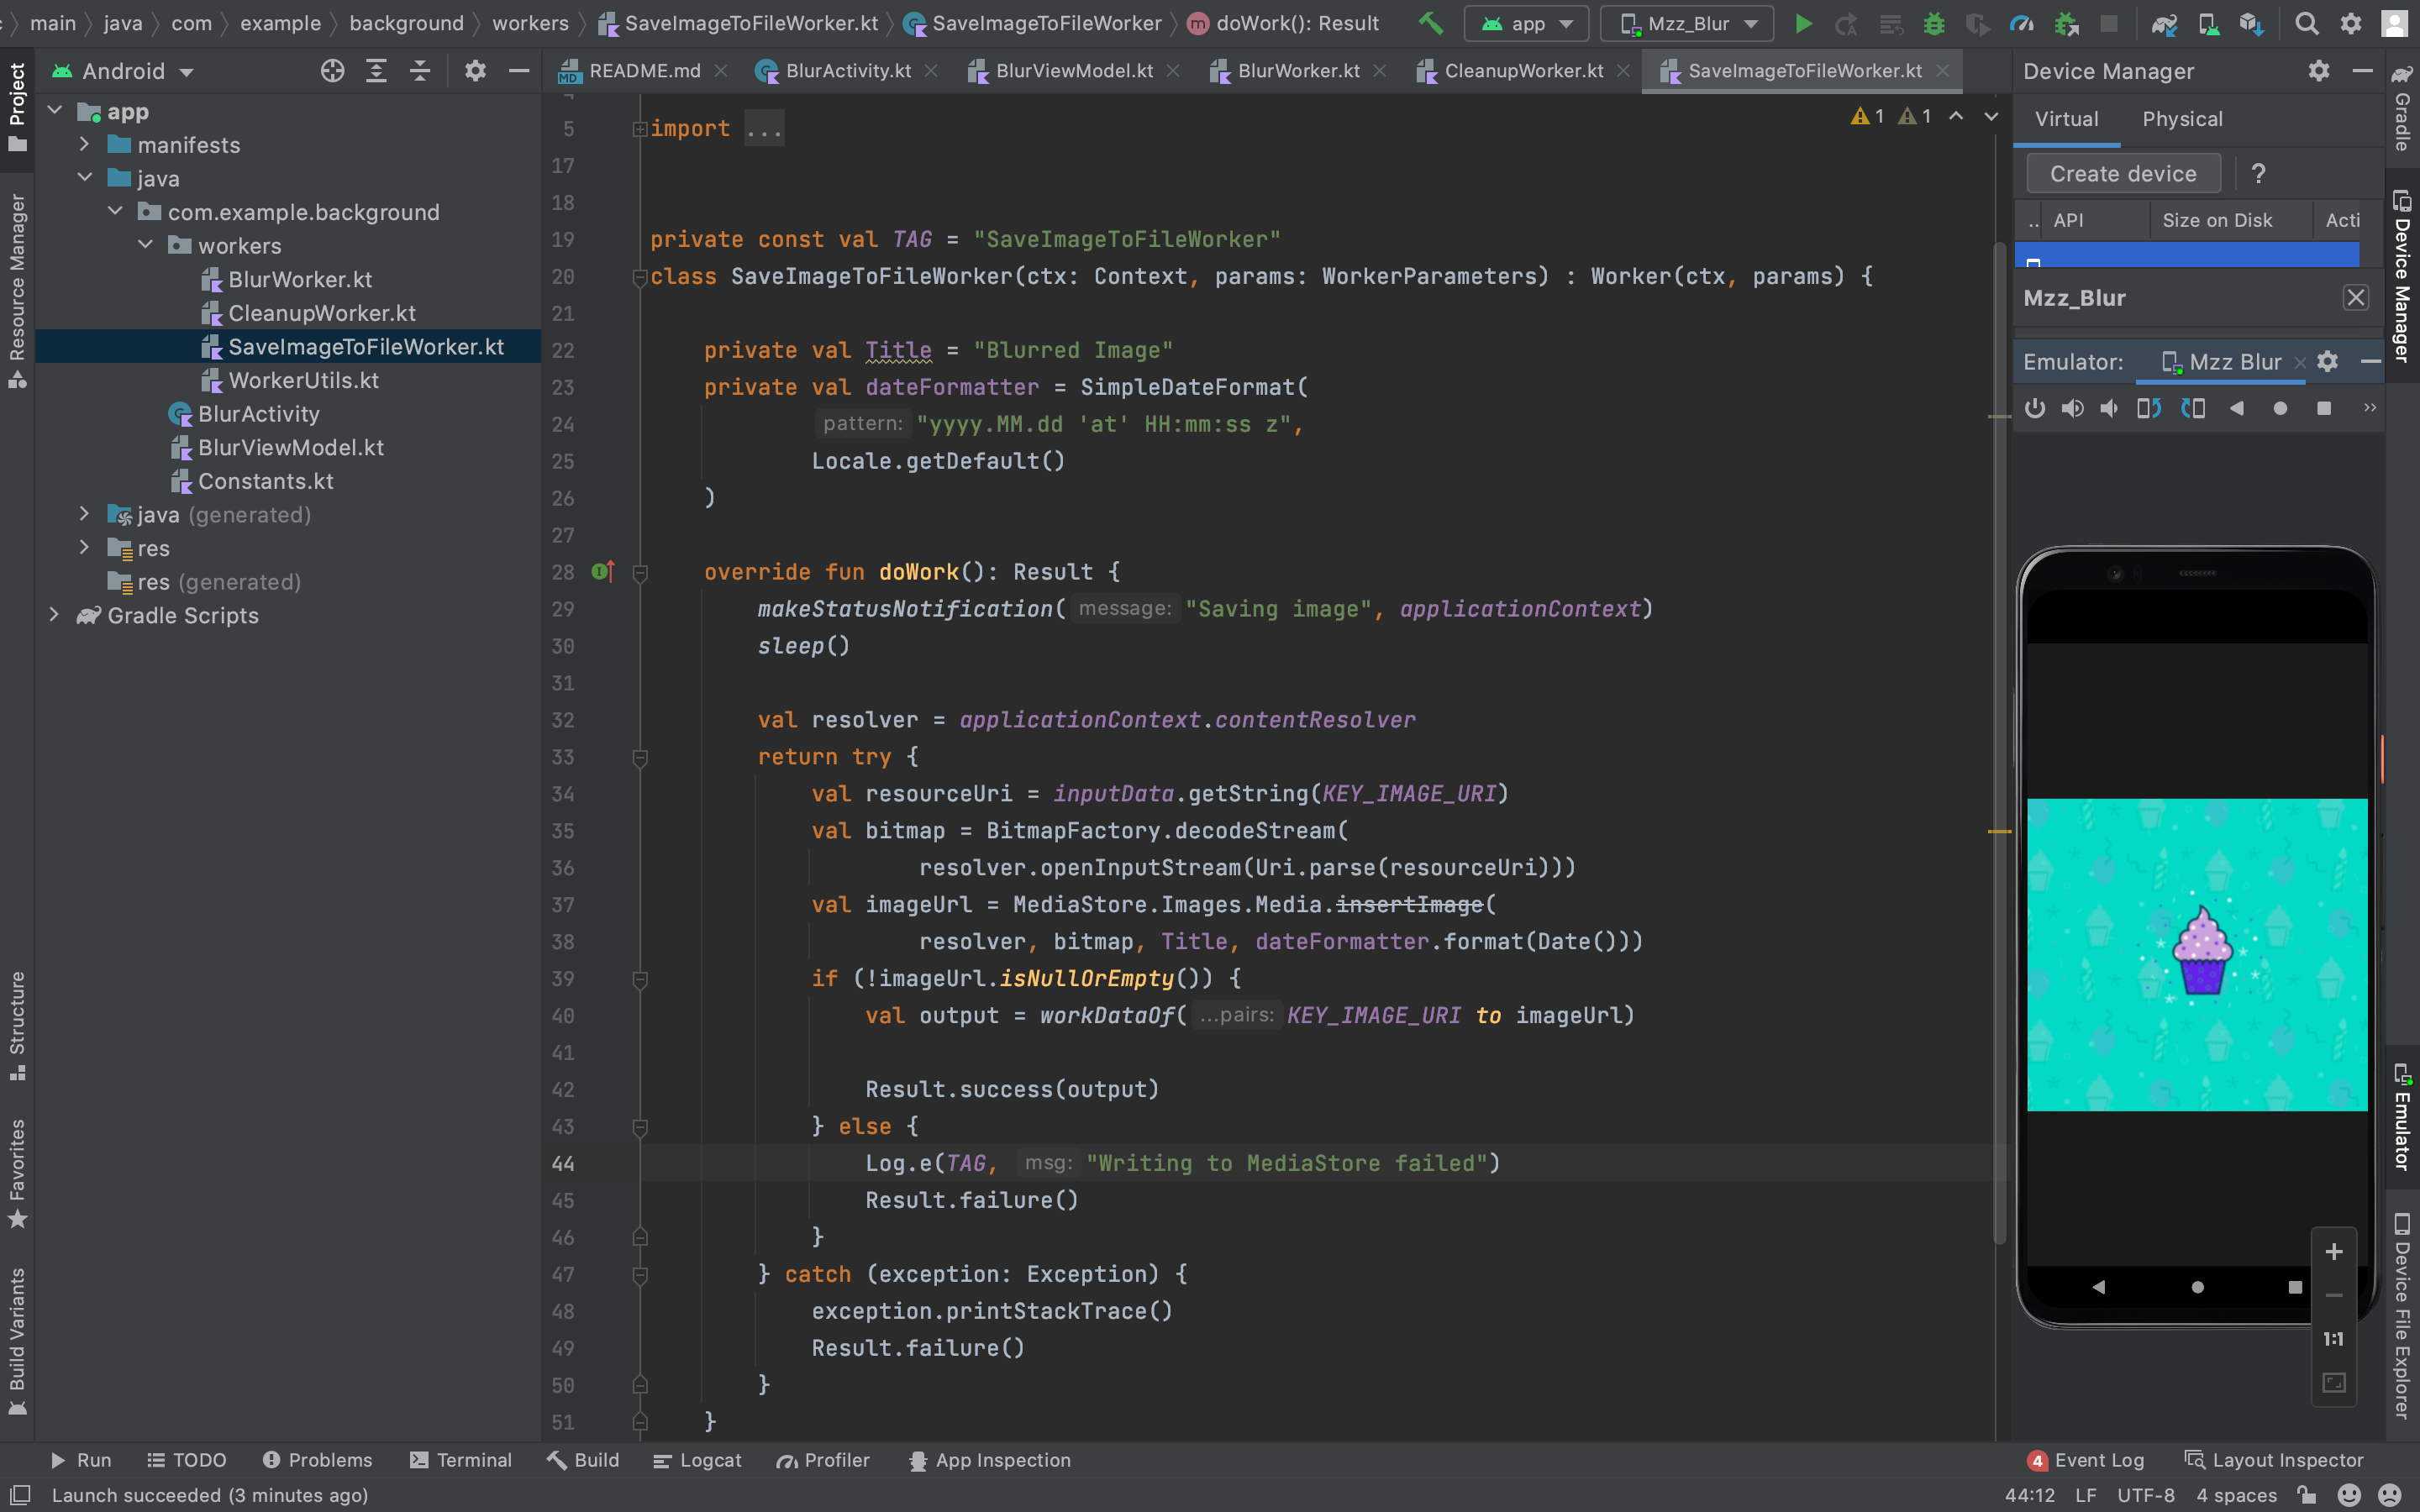 main java com example background workers SaveImageToFileWorker.kt SaveImageToFileWorker doWork(): Result app Mzz_Blur
Project
Resource Manager
Structure
Favorites
Build Variants
Android
app
manifests
java
com.example.background
workers
BlurWorker.kt
CleanupWorker.kt
SaveImageToFileWorker.kt
WorkerUtils.kt
BlurActivity
BlurViewModel.kt
Constants.kt
java (generated)
res
res (generated)
Gradle Scripts
README.md BlurActivity.kt BlurViewModel.kt BlurWorker.kt CleanupWorker.kt SaveImageToFileWorker.kt
1 1
5 import ...
17
18
19 private const val TAG = "SaveImageToFileWorker"
20 class SaveImageToFileWorker(ctx: Context, params: WorkerParameters) : Worker(ctx, params) {
21
22 private val Title = "Blurred Image"
23 private val dateFormatter = SimpleDateFormat(
24 pattern: "yyyy.MM.dd 'at' HH:mm:ss z",
25 Locale.getDefault()
26 )
27
28 override fun doWork(): Result {
29 makeStatusNotification( message: "Saving image", applicationContext)
30 sleep()
31
32 val resolver = applicationContext.contentResolver
33 return try {
34 val resourceUri = inputData.getString(KEY_IMAGE_URI)
35 val bitmap = BitmapFactory.decodeStream(
36 resolver.openInputStream(Uri.parse(resourceUri)))
37 val imageUrl = MediaStore.Images.Media.insertImage(
38 resolver, bitmap, Title, dateFormatter.format(Date()))
39 if (!imageUrl.isNullOrEmpty()) {
40 val output = workDataOf( ...pairs: KEY_IMAGE_URI to imageUrl)
41
42 Result.success(output)
43 } else {
44 Log.e(TAG, msg: "Writing to MediaStore failed")
45 Result.failure()
46 }
47 } catch (exception: Exception) {
48 exception.printStackTrace()
49 Result.failure()
50 }
51 }
Device Manager
Virtual Physical
Create device ?
.. API Size on Disk Acti
Mzz_Blur
Emulator: Mzz Blur
1:1
Gradle
Device Manager
Emulator
Device File Explorer
Run TODO Problems Terminal Build Logcat Profiler App Inspection 4 Event Log Layout Inspector
Launch succeeded (3 minutes ago) 44:12 LF UTF-8 4 spaces